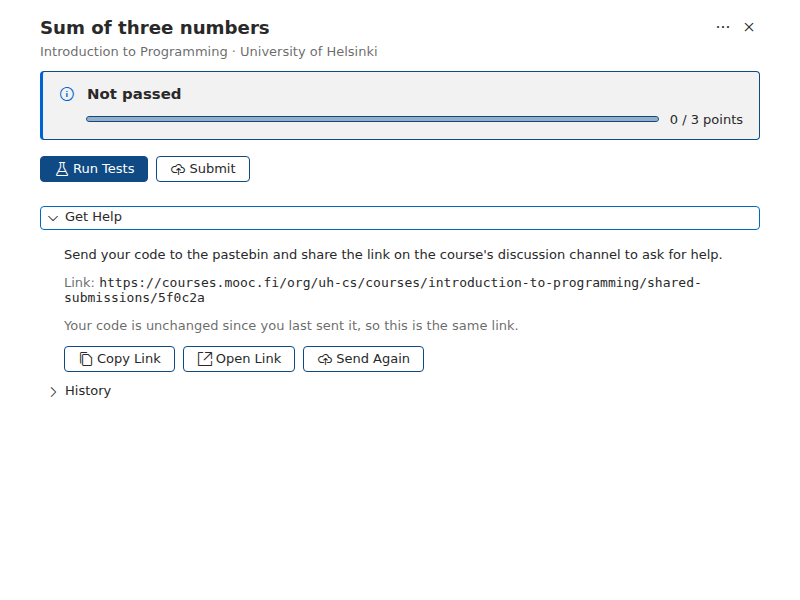 Sum of three numbers
Introduction to Programming · University of Helsinki
Not passed
0 / 3 points
Run Tests
Submit
Get Help
Send your code to the pastebin and share the link on the course's discussion channel to ask for help.
Link: https://courses.mooc.fi/org/uh-cs/courses/introduction-to-programming/shared-
submissions/5f0c2a
Your code is unchanged since you last sent it, so this is the same link.
Copy Link
Open Link
Send Again
History